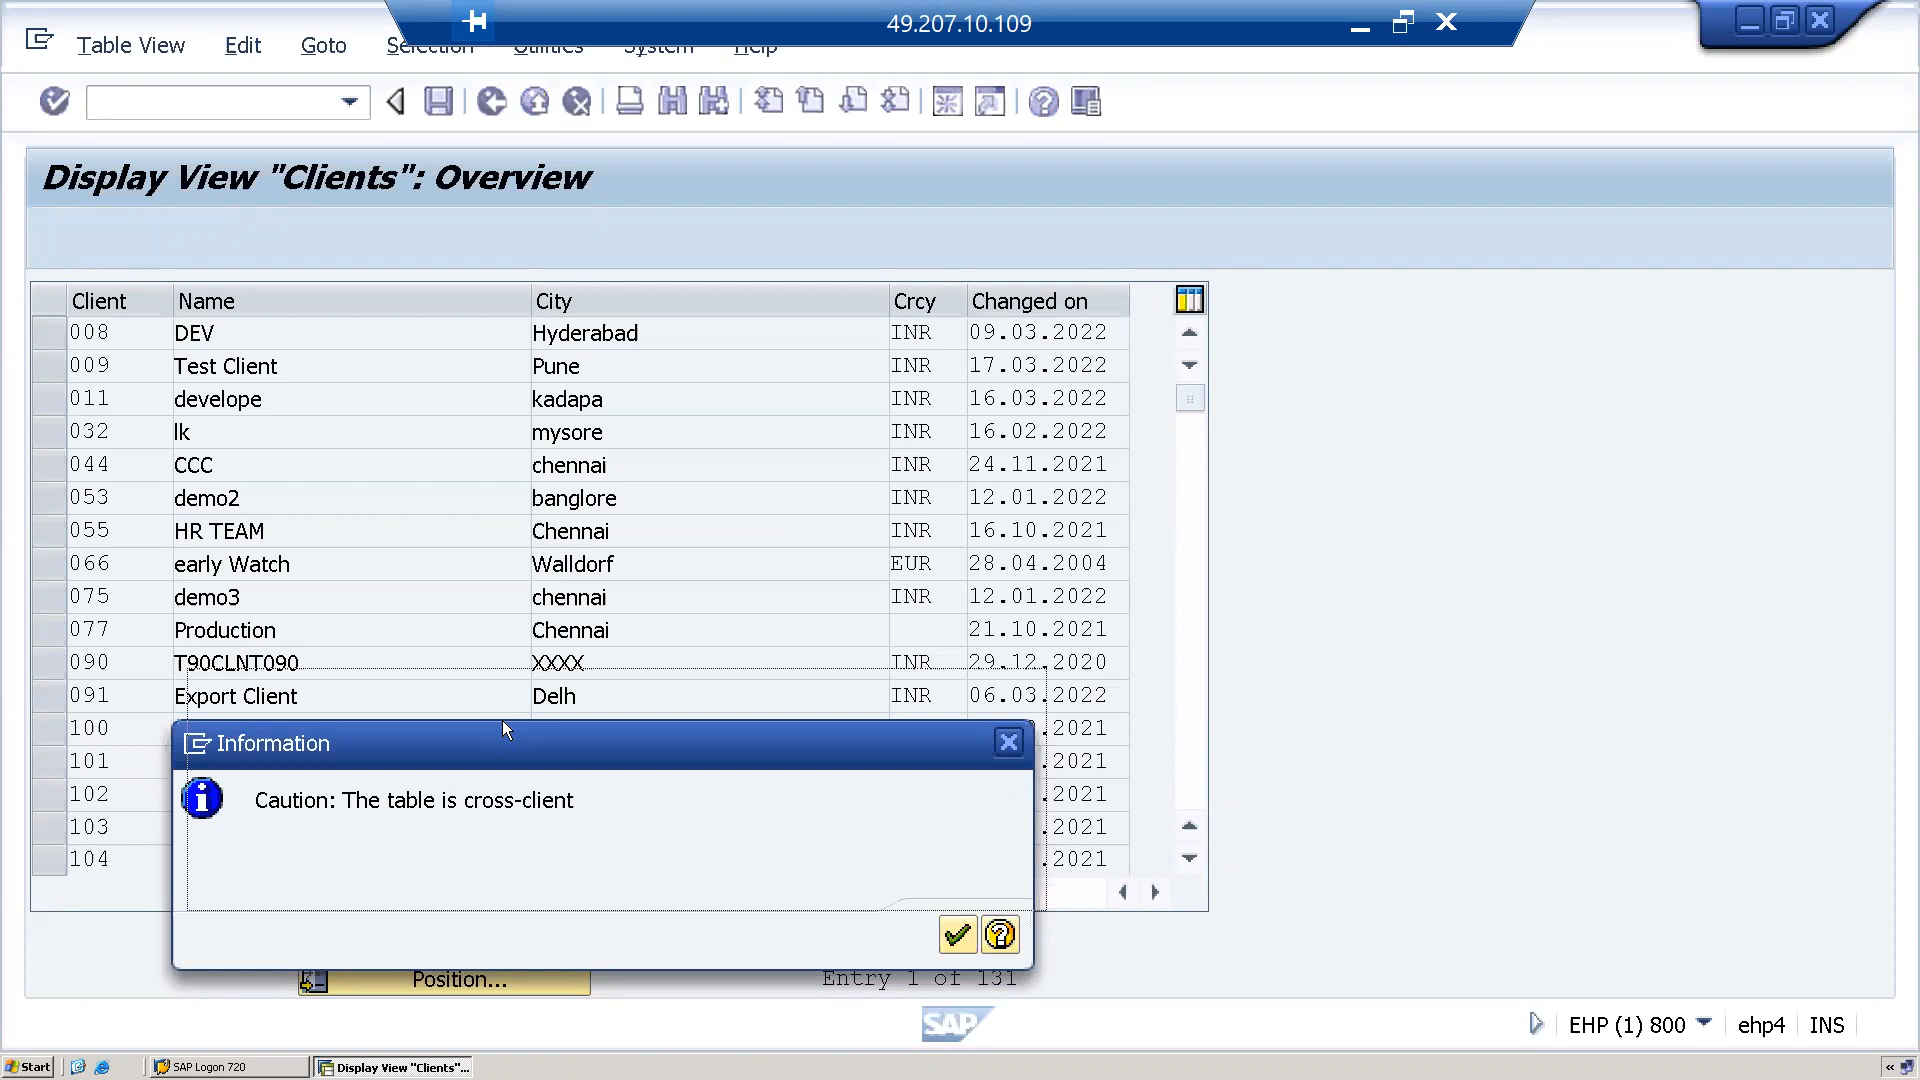 49.207.10.109
Table View Edit Goto Selection Utilities System Help
Display View "Clients": Overview
Client Name City Crcy Changed on
008 DEV Hyderabad INR 09.03.2022
009 Test Client Pune INR 17.03.2022
011 develope kadapa INR 16.03.2022
032 lk mysore INR 16.02.2022
044 CCC chennai INR 24.11.2021
053 demo2 banglore INR 12.01.2022
055 HR TEAM Chennai INR 16.10.2021
066 early Watch Walldorf EUR 28.04.2004
075 demo3 chennai INR 12.01.2022
077 Production Chennai 21.10.2021
090 T90CLNT090 XXXX INR 29.12.2020
091 Export Client Delh INR 06.03.2022
100 .2021
101 .2021
102 .2021
103 .2021
104 .2021
Information
Caution: The table is cross-client
Position... Entry 1 of 131
SAP
EHP (1) 800 ehp4 INS
Start SAP Logon 720 Display View "Clients"...